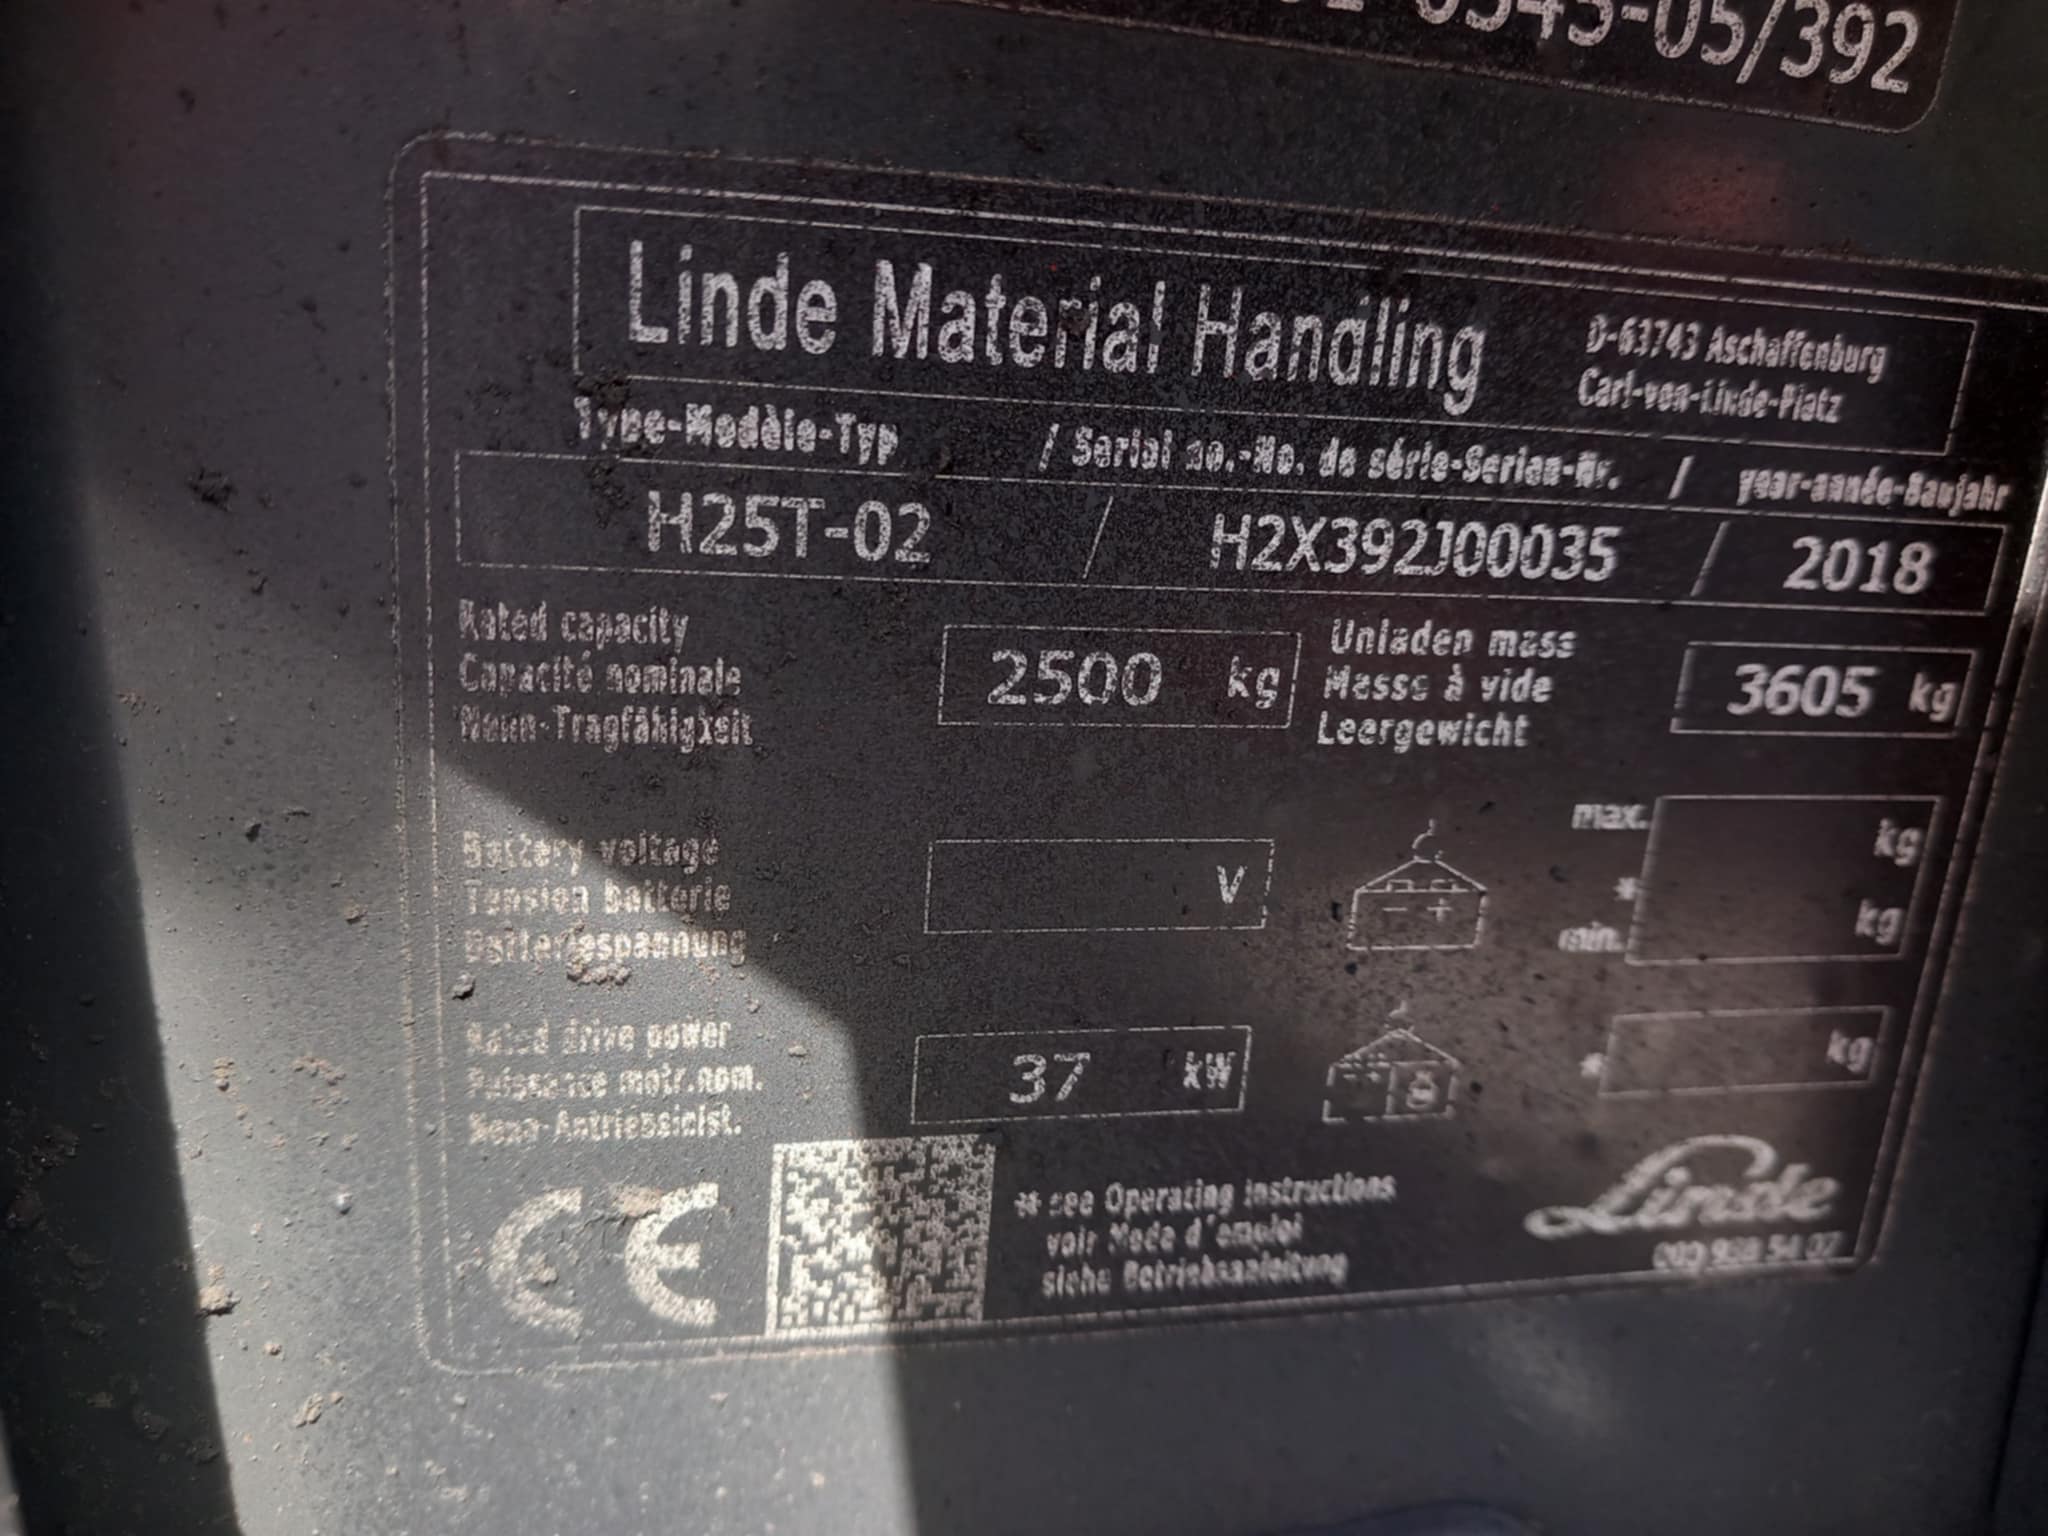 0545-05/392
Linde Material Handling
D-63743 Aschaffenburg
Carl-von-Linde-Platz
Type-Modèle-Typ / Serial no.-No. de série-Serien-Nr. / year-année-Baujahr
H25T-02 / H2X392J00035 / 2018
Rated capacity
Capacité nominale
Nenn-Tragfähigkeit
2500 kg
Unladen mass
Masse à vide
Leergewicht
3605 kg
Battery voltage
Tension batterie
Batteriespannung
V
- +
max. kg
*
min. kg
Rated drive power
Puissance motr.nom.
Nenn-Antriebsleist.
37 kW
* kg
CE CE
* see Operating instructions
voir Mode d'emploi
siehe Betriebsanleitung
Linde